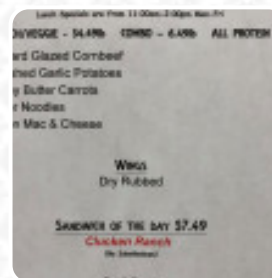 Lunch Specials are from 11:00am-2:00pm Mon-Fri
/VEGGIE - $4.49lb COMBO - 6.49lb ALL PROTEIN
ard Glazed Cornbeef
shed Garlic Potatoes
y Butter Carrots
r Noodles
n Mac & Cheese
WINGS
Dry Rubbed
SANDWICH OF THE DAY $7.49
Chicken Ranch